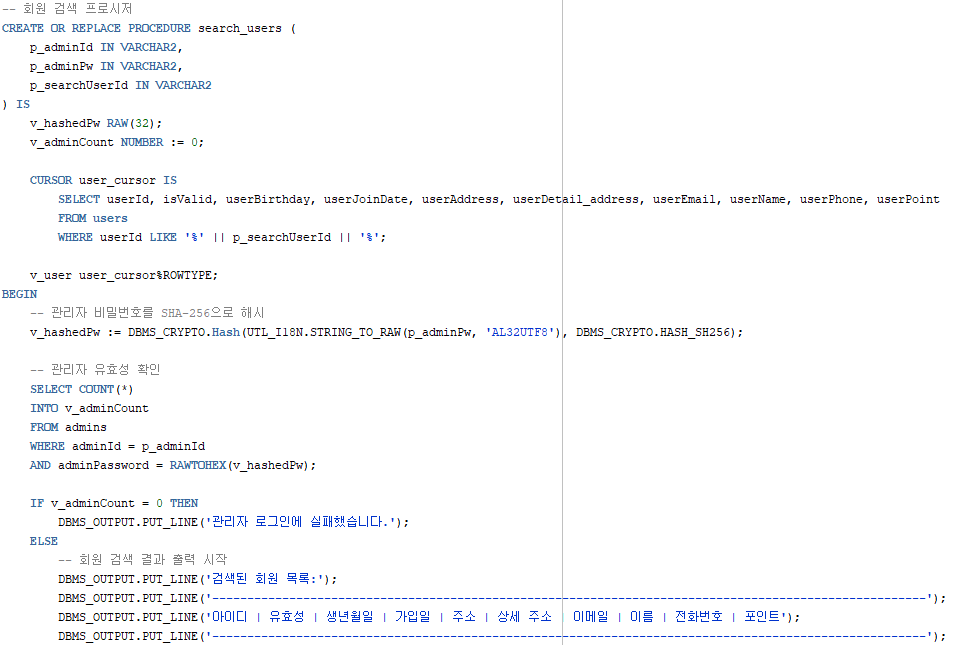 -- 회원 검색 프로시저
CREATE OR REPLACE PROCEDURE search_users (
    p_adminId IN VARCHAR2,
    p_adminPw IN VARCHAR2,
    p_searchUserId IN VARCHAR2
) IS
    v_hashedPw RAW(32);
    v_adminCount NUMBER := 0;

    CURSOR user_cursor IS
        SELECT userId, isValid, userBirthday, userJoinDate, userAddress, userDetail_address, userEmail, userName, userPhone, userPoint
        FROM users
        WHERE userId LIKE '%' || p_searchUserId || '%';

    v_user user_cursor%ROWTYPE;
BEGIN
    -- 관리자 비밀번호를 SHA-256으로 해시
    v_hashedPw := DBMS_CRYPTO.Hash(UTL_I18N.STRING_TO_RAW(p_adminPw, 'AL32UTF8'), DBMS_CRYPTO.HASH_SH256);

    -- 관리자 유효성 확인
    SELECT COUNT(*)
    INTO v_adminCount
    FROM admins
    WHERE adminId = p_adminId
    AND adminPassword = RAWTOHEX(v_hashedPw);

    IF v_adminCount = 0 THEN
        DBMS_OUTPUT.PUT_LINE('관리자 로그인에 실패했습니다.');
    ELSE
        -- 회원 검색 결과 출력 시작
        DBMS_OUTPUT.PUT_LINE('검색된 회원 목록:');
        DBMS_OUTPUT.PUT_LINE('------------------------------------------------------------------------------------------------------');
        DBMS_OUTPUT.PUT_LINE('아이디 | 유효성 | 생년월일 | 가입일 | 주소 | 상세 주소 | 이메일 | 이름 | 전화번호 | 포인트');
        DBMS_OUTPUT.PUT_LINE('------------------------------------------------------------------------------------------------------');